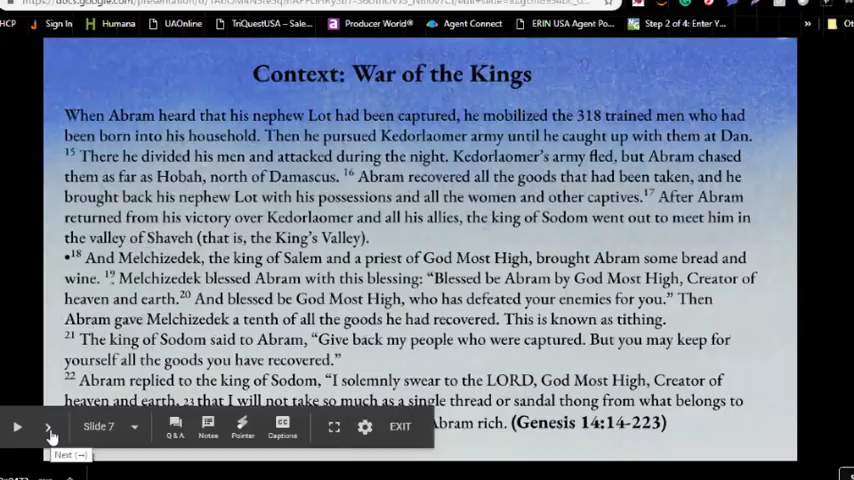 HCP Sign In Humana UAOnline TriQuestUSA – Sale... Producer World® Agent Connect ERIN USA Agent Po... Step 2 of 4: Enter Y... »
Context: War of the Kings
When Abram heard that his nephew Lot had been captured, he mobilized the 318 trained men who had
been born into his household. Then he pursued Kedorlaomer army until he caught up with them at Dan.
15 There he divided his men and attacked during the night. Kedorlaomer's army fled, but Abram chased
them as far as Hobah, north of Damascus. 16 Abram recovered all the goods that had been taken, and he
brought back his nephew Lot with his possessions and all the women and other captives.17 After Abram
returned from his victory over Kedorlaomer and all his allies, the king of Sodom went out to meet him in
the valley of Shaveh (that is, the King's Valley).
•18 And Melchizedek, the king of Salem and a priest of God Most High, brought Abram some bread and
wine. 19 Melchizedek blessed Abram with this blessing: "Blessed be Abram by God Most High, Creator of
heaven and earth.20 And blessed be God Most High, who has defeated your enemies for you." Then
Abram gave Melchizedek a tenth of all the goods he had recovered. This is known as tithing.
21 The king of Sodom said to Abram, "Give back my people who were captured. But you may keep for
yourself all the goods you have recovered."
22 Abram replied to the king of Sodom, "I solemnly swear to the LORD, God Most High, Creator of
heaven and earth, 23 that I will not take so much as a single thread or sandal thong from what belongs to
Abram rich. (Genesis 14:14-223)
Slide 7 Q & A Notes Pointer Captions EXIT
Next (→)